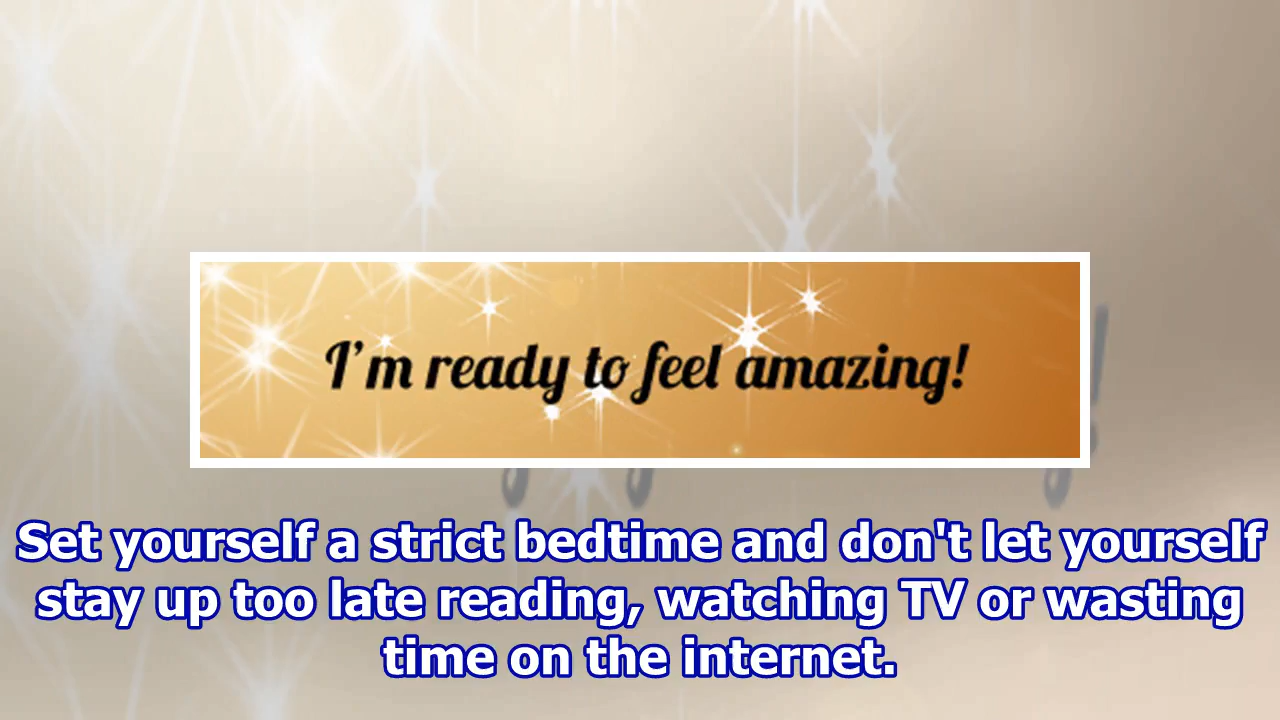 I'm ready to feel amazing!
Set yourself a strict bedtime and don't let yourself
stay up too late reading, watching TV or wasting
time on the internet.